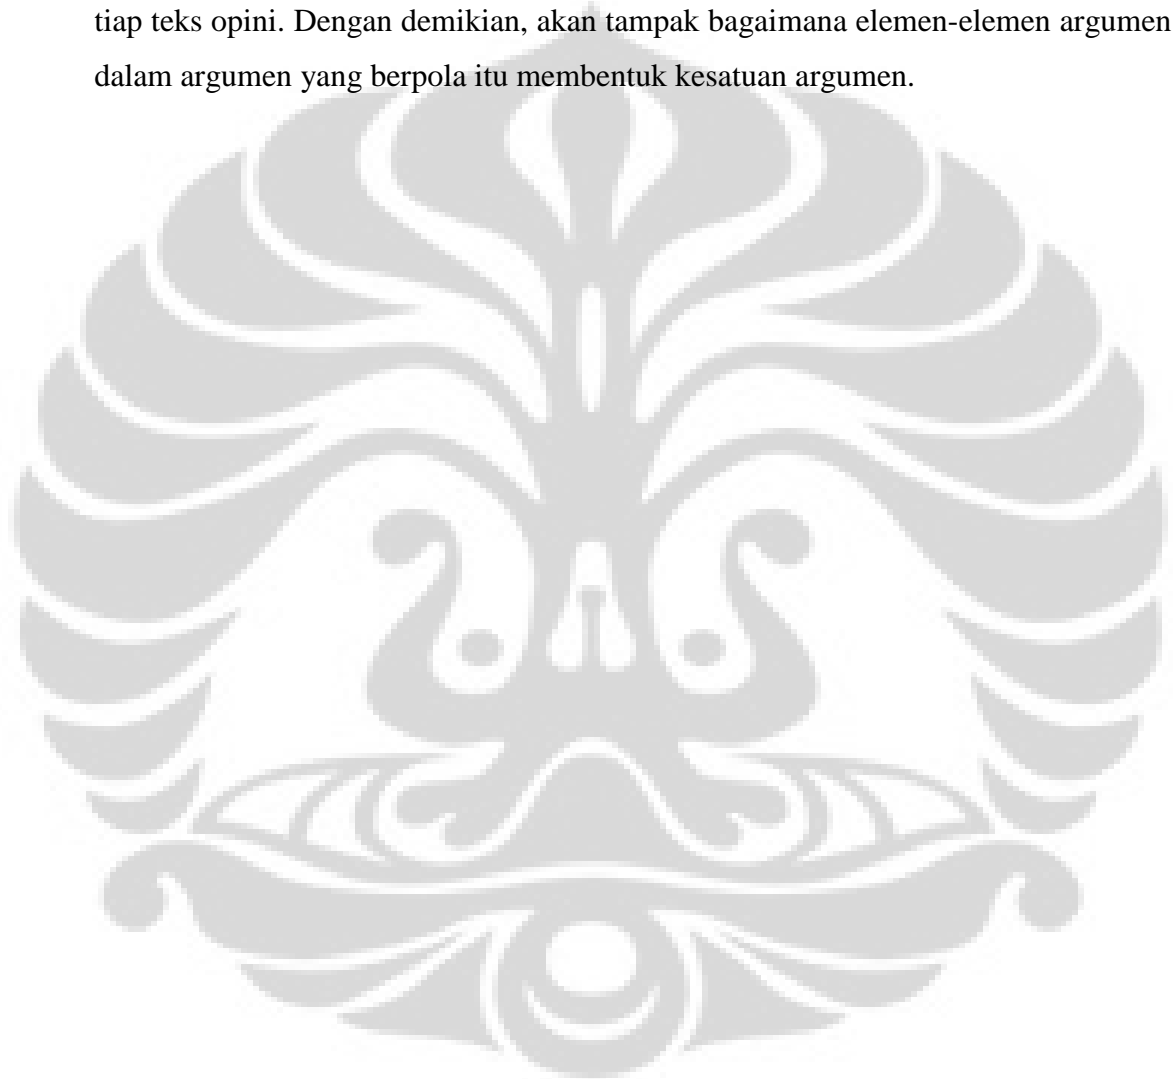 tiap teks opini. Dengan demikian, akan tampak bagaimana elemen-elemen argumen
dalam argumen yang berpola itu membentuk kesatuan argumen.